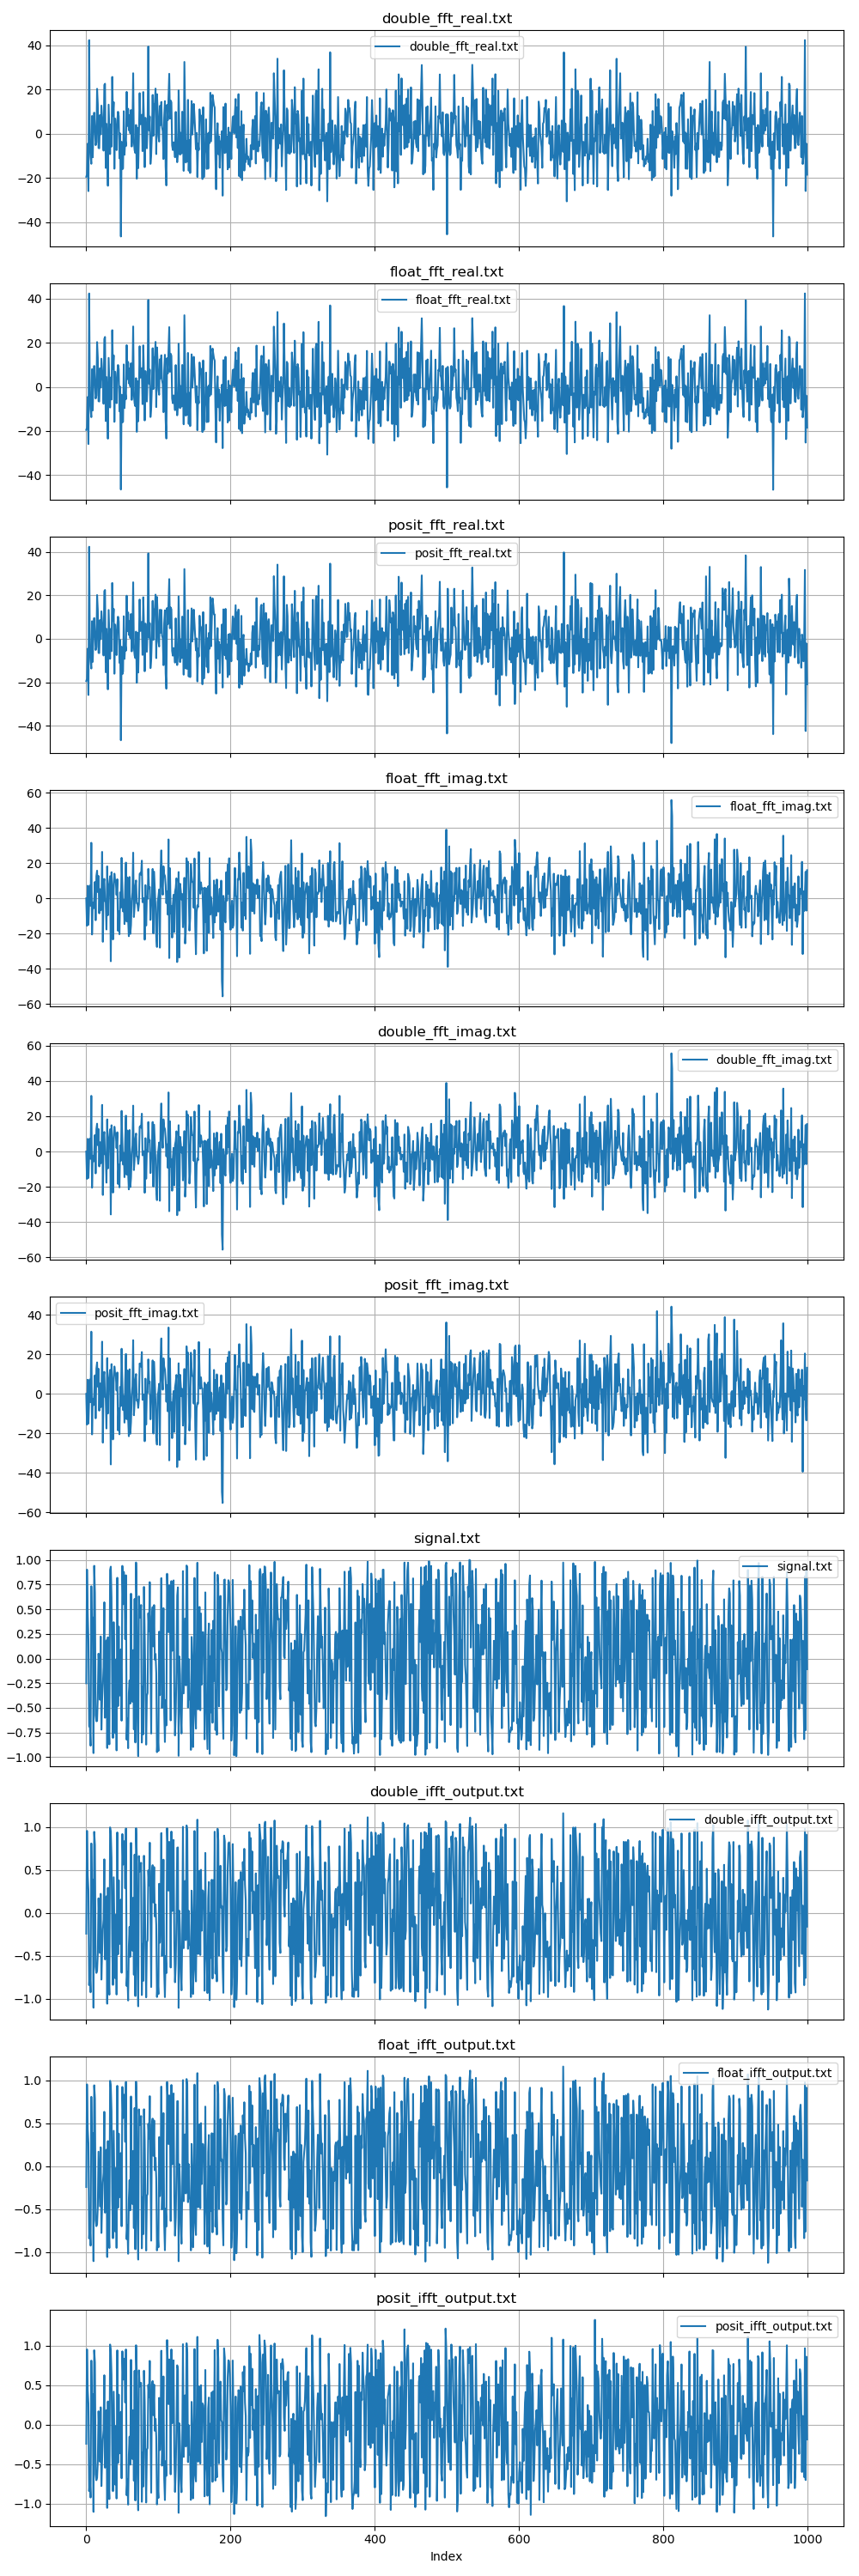 double_fft_real.txt
double_fft_real.txt
40
20
0
−20
−40
float_fft_real.txt
float_fft_real.txt
40
20
0
−20
−40
posit_fft_real.txt
posit_fft_real.txt
40
20
0
−20
−40
float_fft_imag.txt
float_fft_imag.txt
60
40
20
0
−20
−40
−60
double_fft_imag.txt
double_fft_imag.txt
60
40
20
0
−20
−40
−60
posit_fft_imag.txt
posit_fft_imag.txt
40
20
0
−20
−40
−60
signal.txt
signal.txt
1.00
0.75
0.50
0.25
0.00
−0.25
−0.50
−0.75
−1.00
double_ifft_output.txt
double_ifft_output.txt
1.0
0.5
0.0
−0.5
−1.0
float_ifft_output.txt
float_ifft_output.txt
1.0
0.5
0.0
−0.5
−1.0
posit_ifft_output.txt
posit_ifft_output.txt
1.0
0.5
0.0
−0.5
−1.0
0 200 400 600 800 1000
Index